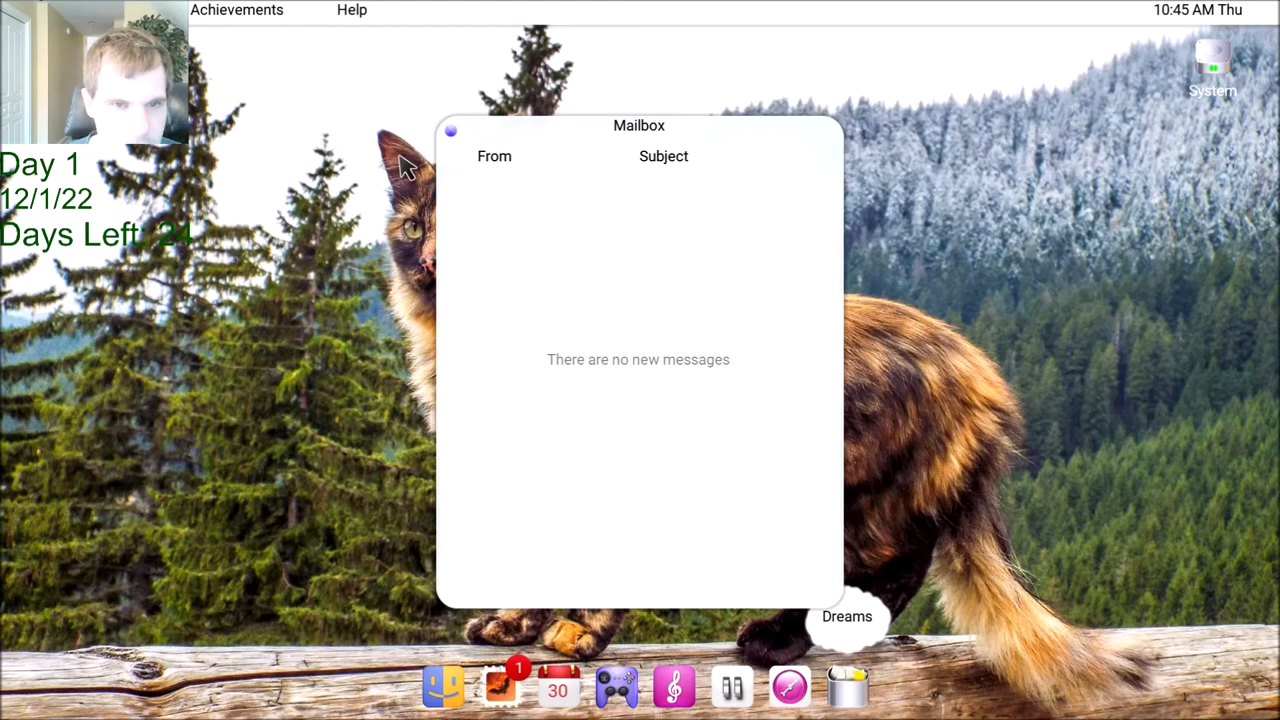 Achievements Help 10:45 AM Thu
System
Mailbox
From Subject
Day 1
12/1/22
Days Left: 24
There are no new messages
Dreams
1
30